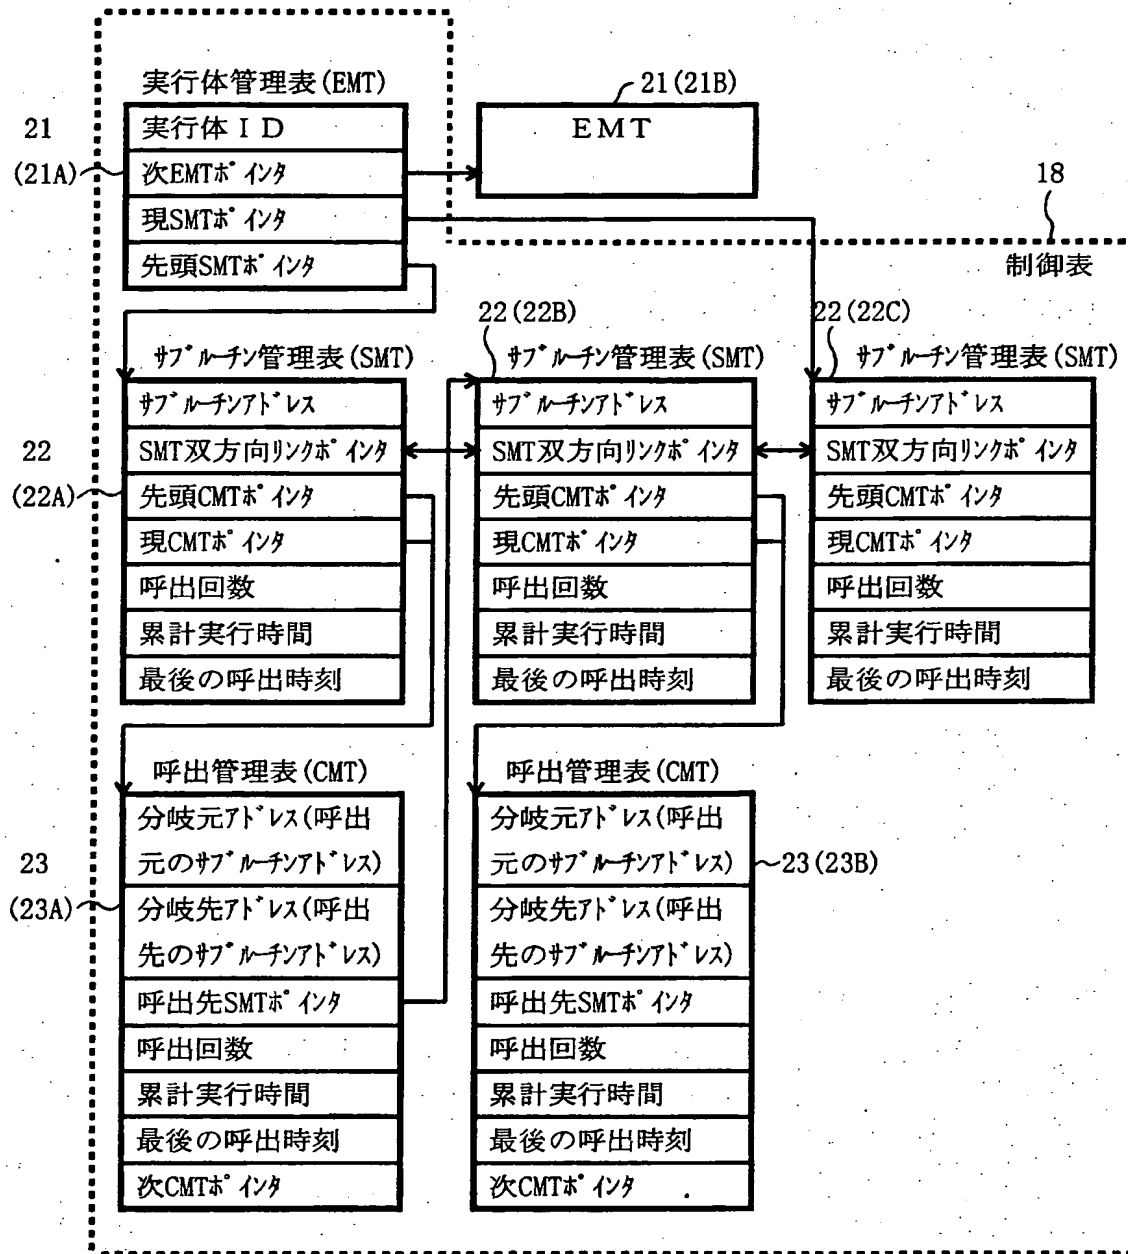 実行体管理表(EMT)
21
(21A)
実行体ID
次EMTﾎﾟｲﾝﾀ
現SMTﾎﾟｲﾝﾀ
先頭SMTﾎﾟｲﾝﾀ
21(21B)
EMT
18
制御表
ｻﾌﾞﾙｰﾁﾝ管理表(SMT)
22
(22A)
ｻﾌﾞﾙｰﾁﾝｱﾄﾞﾚｽ
SMT双方向ﾘﾝｸﾎﾟｲﾝﾀ
先頭CMTﾎﾟｲﾝﾀ
現CMTﾎﾟｲﾝﾀ
呼出回数
累計実行時間
最後の呼出時刻
22(22B)
ｻﾌﾞﾙｰﾁﾝ管理表(SMT)
ｻﾌﾞﾙｰﾁﾝｱﾄﾞﾚｽ
SMT双方向ﾘﾝｸﾎﾟｲﾝﾀ
先頭CMTﾎﾟｲﾝﾀ
現CMTﾎﾟｲﾝﾀ
呼出回数
累計実行時間
最後の呼出時刻
22(22C)
ｻﾌﾞﾙｰﾁﾝ管理表(SMT)
ｻﾌﾞﾙｰﾁﾝｱﾄﾞﾚｽ
SMT双方向ﾘﾝｸﾎﾟｲﾝﾀ
先頭CMTﾎﾟｲﾝﾀ
現CMTﾎﾟｲﾝﾀ
呼出回数
累計実行時間
最後の呼出時刻
呼出管理表(CMT)
23
(23A)
分岐元ｱﾄﾞﾚｽ(呼出
元のｻﾌﾞﾙｰﾁﾝｱﾄﾞﾚｽ)
分岐先ｱﾄﾞﾚｽ(呼出
先のｻﾌﾞﾙｰﾁﾝｱﾄﾞﾚｽ)
呼出先SMTﾎﾟｲﾝﾀ
呼出回数
累計実行時間
最後の呼出時刻
次CMTﾎﾟｲﾝﾀ
呼出管理表(CMT)
23(23B)
分岐元ｱﾄﾞﾚｽ(呼出
元のｻﾌﾞﾙｰﾁﾝｱﾄﾞﾚｽ)
分岐先ｱﾄﾞﾚｽ(呼出
先のｻﾌﾞﾙｰﾁﾝｱﾄﾞﾚｽ)
呼出先SMTﾎﾟｲﾝﾀ
呼出回数
累計実行時間
最後の呼出時刻
次CMTﾎﾟｲﾝﾀ